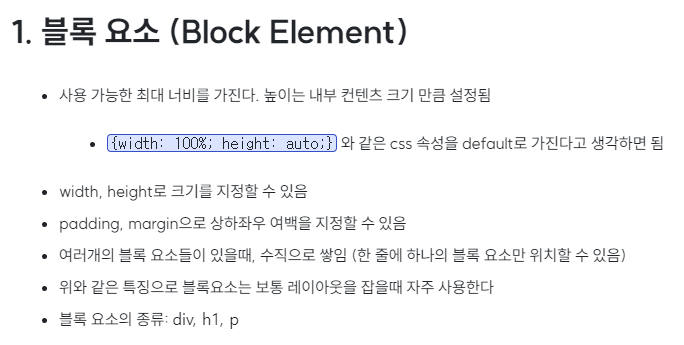 1. 블록 요소 (Block Element)
사용 가능한 최대 너비를 가진다. 높이는 내부 컨텐츠 크기 만큼 설정됨
{width: 100%; height: auto;} 와 같은 css 속성을 default로 가진다고 생각하면 됨
width, height로 크기를 지정할 수 있음
padding, margin으로 상하좌우 여백을 지정할 수 있음
여러개의 블록 요소들이 있을때, 수직으로 쌓임 (한 줄에 하나의 블록 요소만 위치할 수 있음)
위와 같은 특징으로 블록요소는 보통 레이아웃을 잡을때 자주 사용한다
블록 요소의 종류: div, h1, p